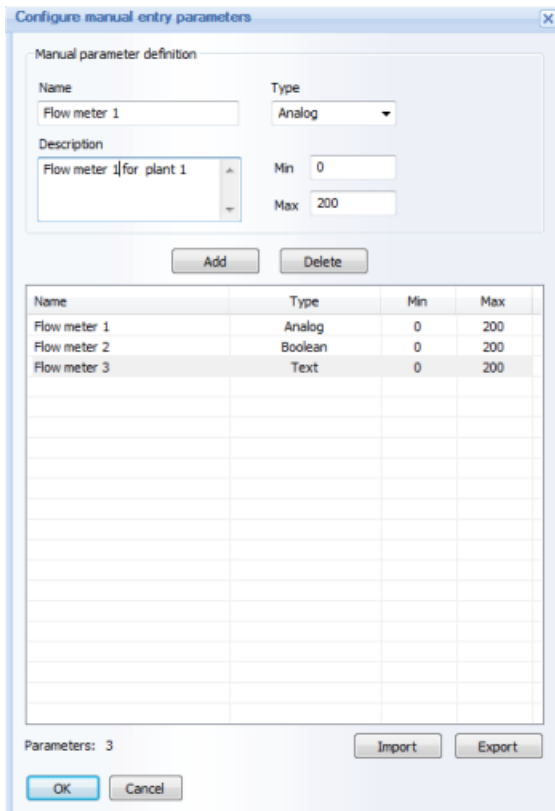 Configure manual entry parameters
Manual parameter definition
Name Type
Flow meter 1 Analog
Description
Flow meter 1 for plant 1
Min 0
Max 200
Add Delete
Name Type Min Max
Flow meter 1 Analog 0 200
Flow meter 2 Boolean 0 200
Flow meter 3 Text 0 200
Parameters: 3 Import Export
OK Cancel